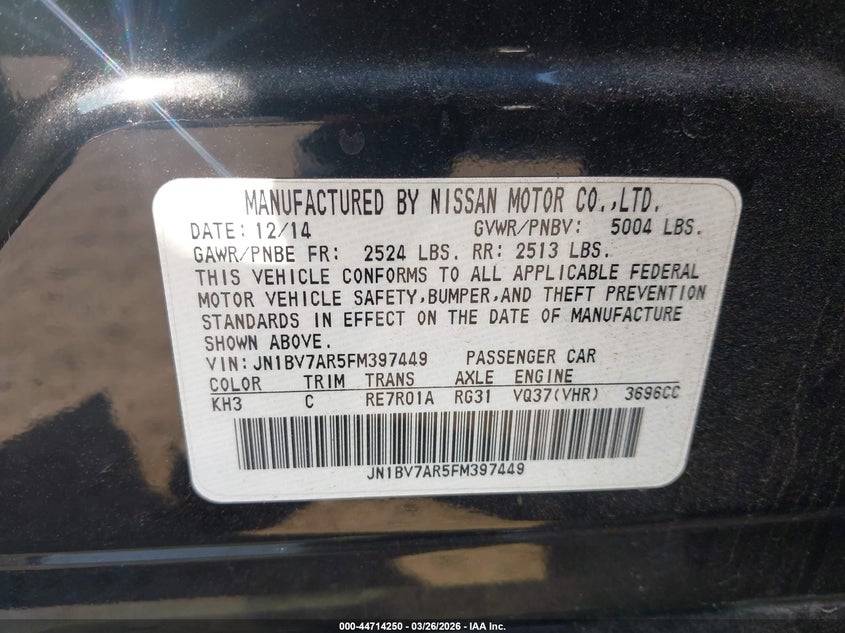 MANUFACTURED BY NISSAN MOTOR CO.,LTD.
DATE: 12/14 GVWR/PNBV: 5004 LBS.
GAWR/PNBE FR: 2524 LBS. RR: 2513 LBS.
THIS VEHICLE CONFORMS TO ALL APPLICABLE FEDERAL
MOTOR VEHICLE SAFETY,BUMPER,AND THEFT PREVENTION
STANDARDS IN EFFECT ON THE DATE OF MANUFACTURE
SHOWN ABOVE.
VIN:JN1BV7AR5FM397449 PASSENGER CAR
COLOR TRIM TRANS AXLE ENGINE
KH3 C RE7R01A RG31 VQ37(VHR) 3696CC
JN1BV7AR5FM397449
000-44714250 - 03/26/2026 - IAA Inc.